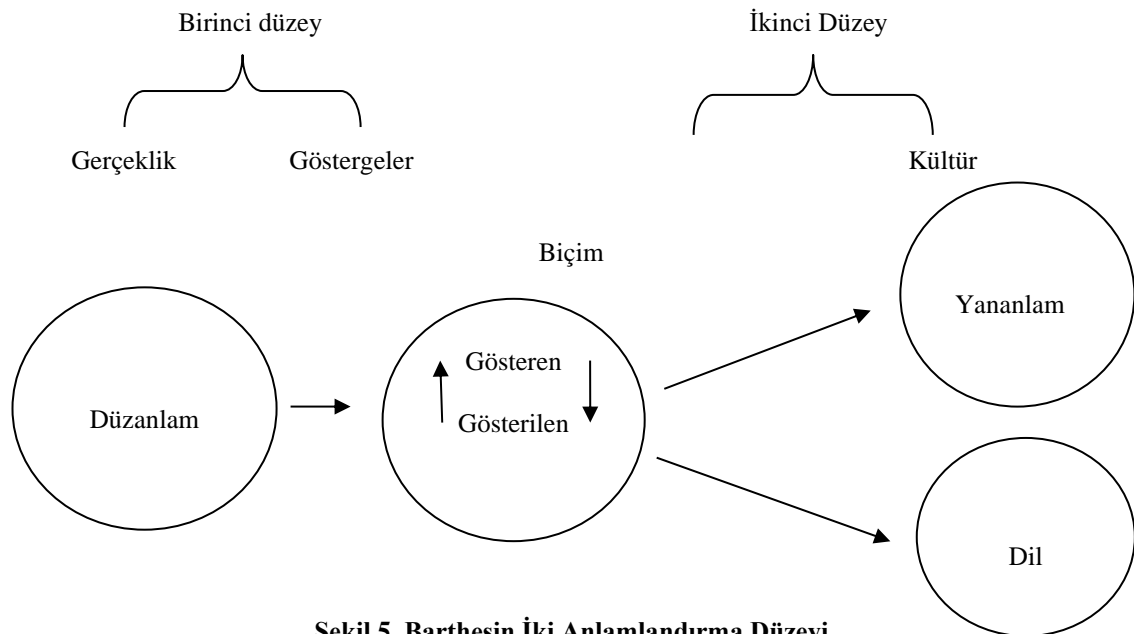 Birinci düzey
İkinci Düzey
Gerçeklik
Göstergeler
Kültür
Biçim
Yananlam
Gösteren
Düzanlam
Gösterilen
Dil
Şekil 5. Barthesin İki Anlamlandırma Düzeyi